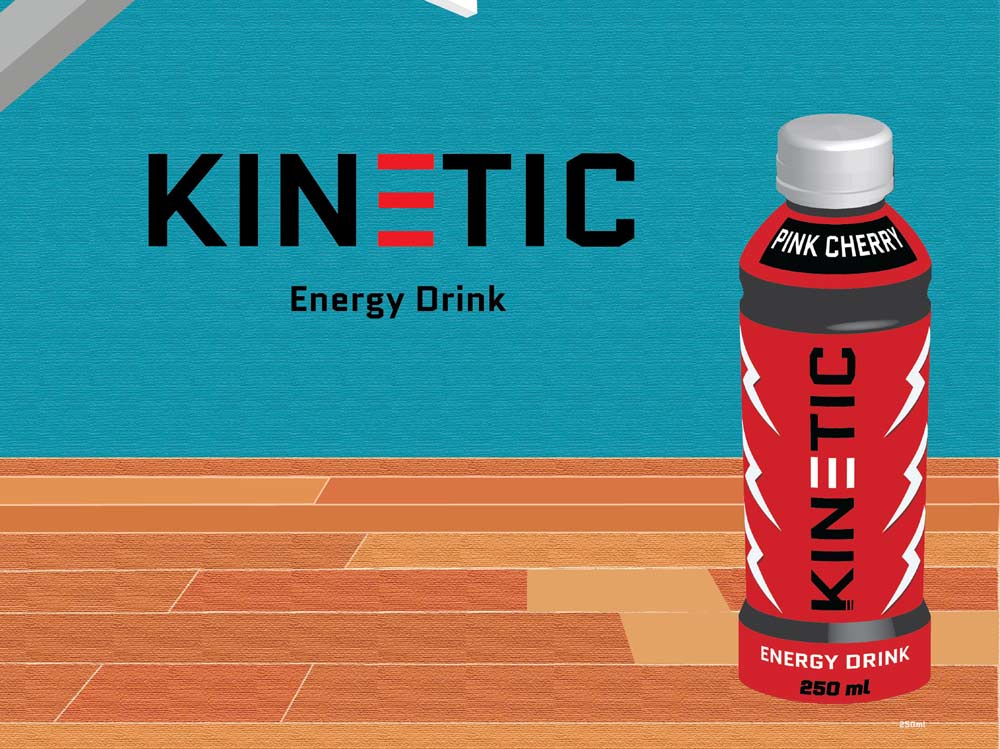 KINETIC
Energy Drink
PINK CHERRY
KINETIC
ENERGY DRINK
250 ml
250ml